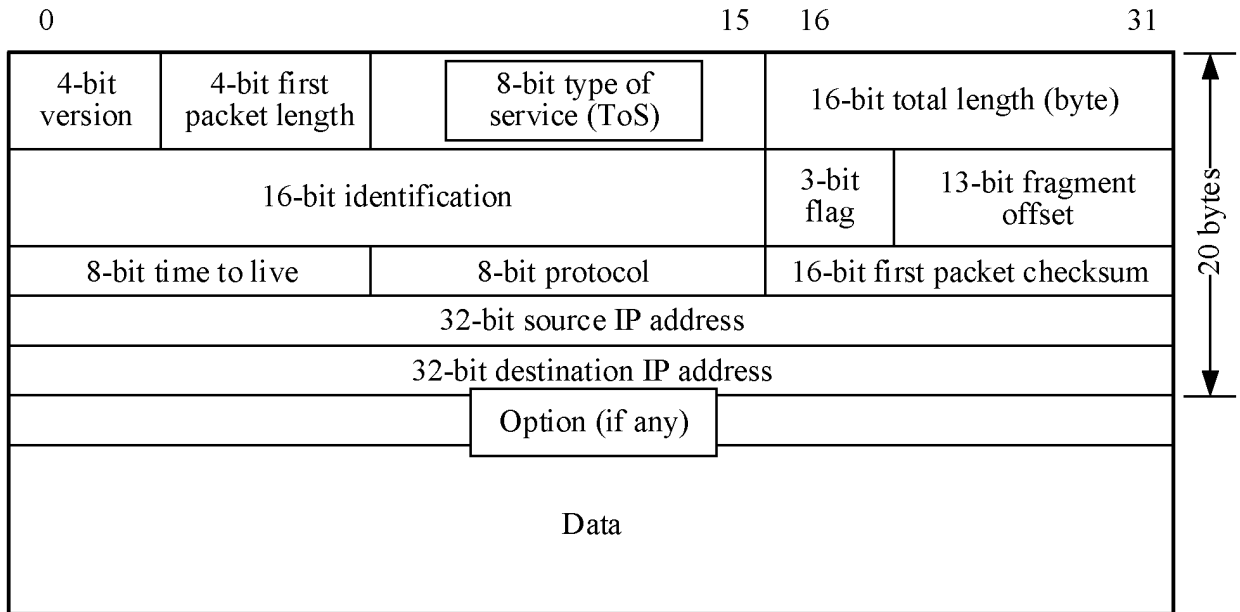 0
15
16
31
4-bit
version
4-bit first
packet length
8-bit type of
service (ToS)
16-bit total length (byte)
16-bit identification
3-bit
flag
13-bit fragment
offset
8-bit time to live
8-bit protocol
16-bit first packet checksum
32-bit source IP address
32-bit destination IP address
20 bytes
Option (if any)
Data